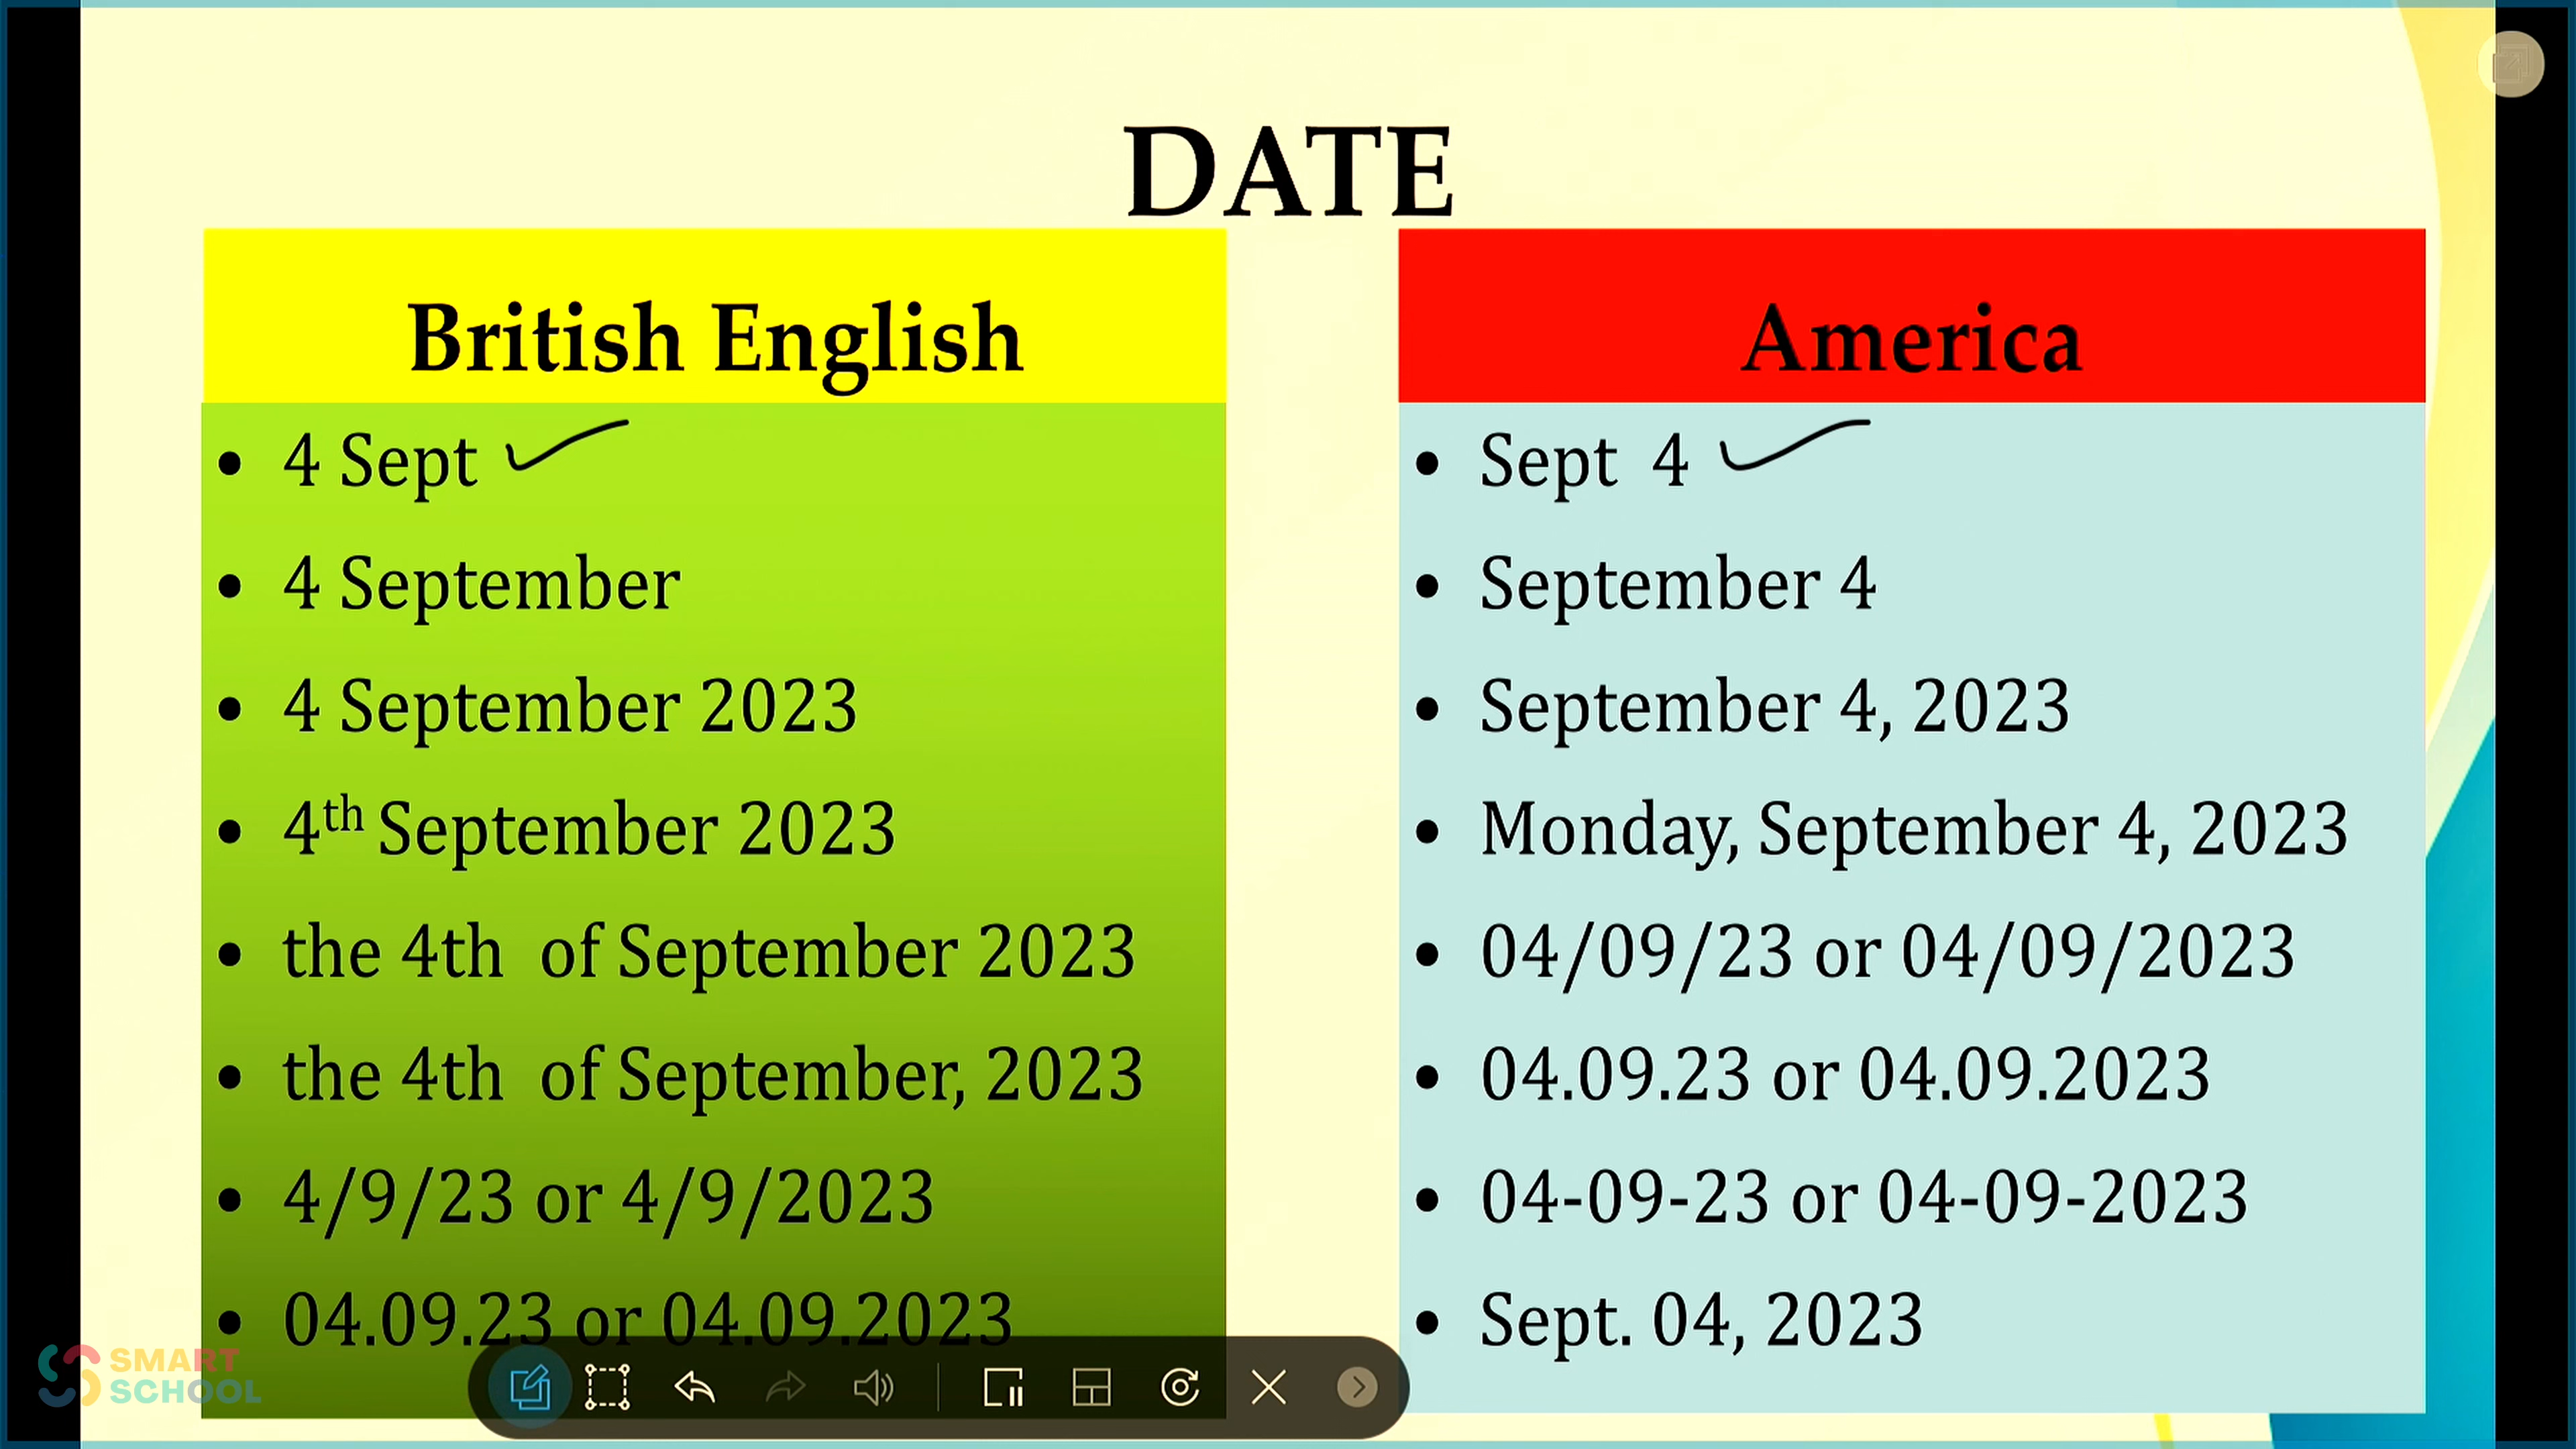 DATE
British English
• 4 Sept
• 4 September
• 4 September 2023
• 4th September 2023
• the 4th of September 2023
• the 4th of September, 2023
• 4/9/23 or 4/9/2023
• 04.09.23 or 04.09.2023
America
• Sept 4
• September 4
• September 4, 2023
• Monday, September 4, 2023
• 04/09/23 or 04/09/2023
• 04.09.23 or 04.09.2023
• 04-09-23 or 04-09-2023
• Sept. 04, 2023
SMART
SCHOOL